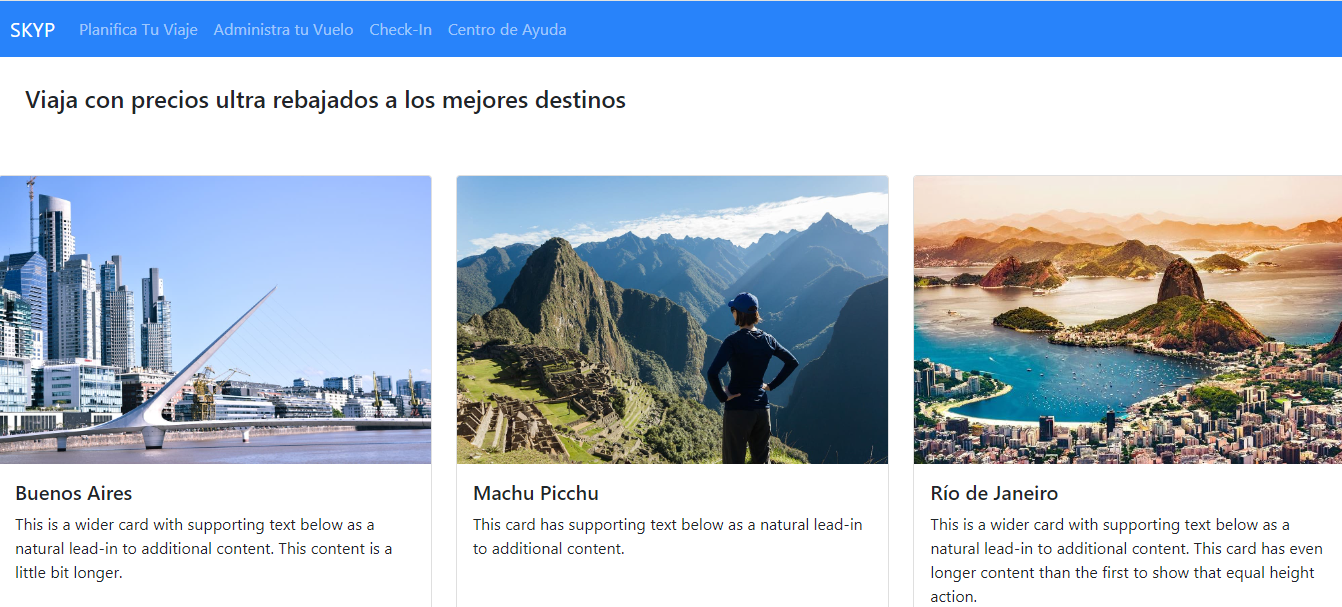 SKYP Planifica Tu Viaje Administra tu Vuelo Check-In Centro de Ayuda
Viaja con precios ultra rebajados a los mejores destinos
Buenos Aires
This is a wider card with supporting text below as a
natural lead-in to additional content. This content is a
little bit longer.
Machu Picchu
This card has supporting text below as a natural lead-in
to additional content.
Río de Janeiro
This is a wider card with supporting text below as a
natural lead-in to additional content. This card has even
longer content than the first to show that equal height
action.